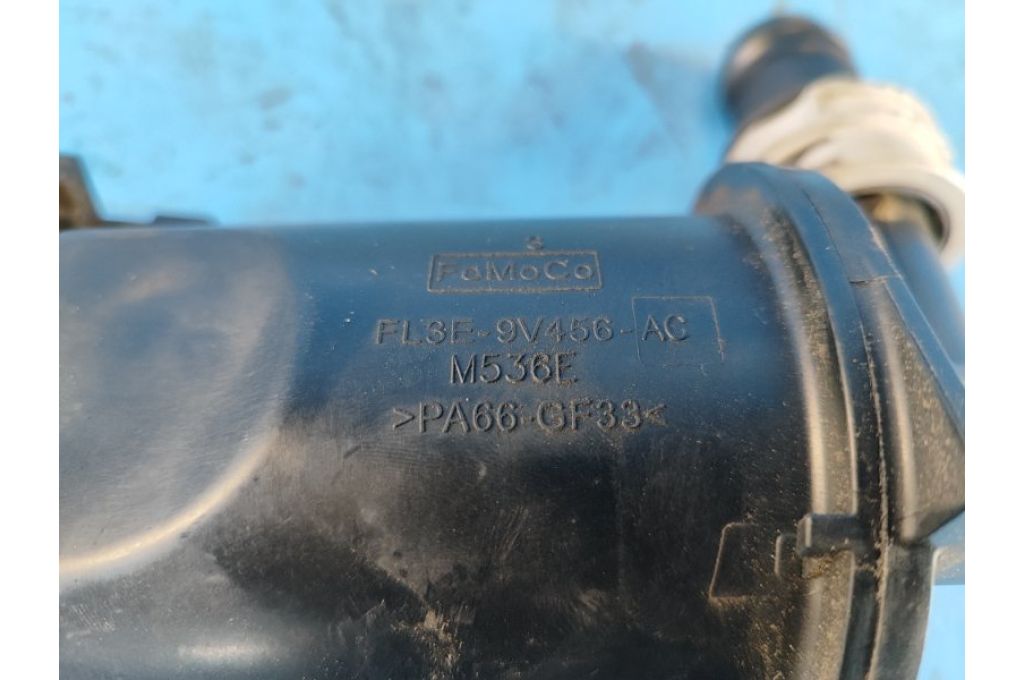 S
FoMoCo
FL3E-9V456-AC
M536E
>PA66-GF33<